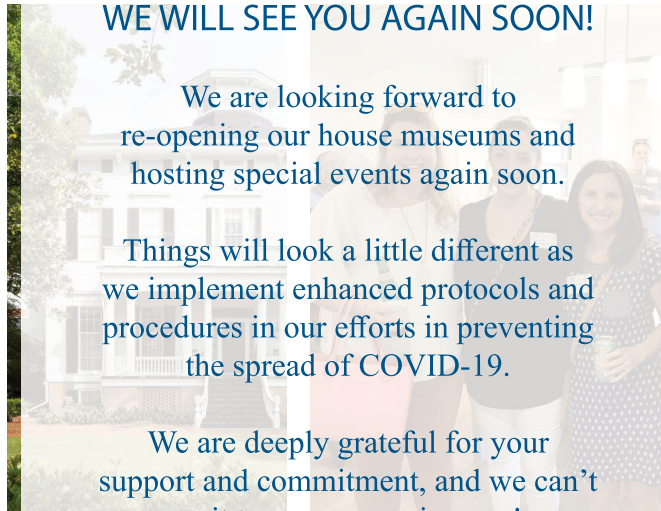 WE WILL SEE YOU AGAIN SOON!
We are looking forward to
re-opening our house museums and
hosting special events again soon.
Things will look a little different as
we implement enhanced protocols and
procedures in our efforts in preventing
the spread of COVID-19.
We are deeply grateful for your
support and commitment, and we can’t